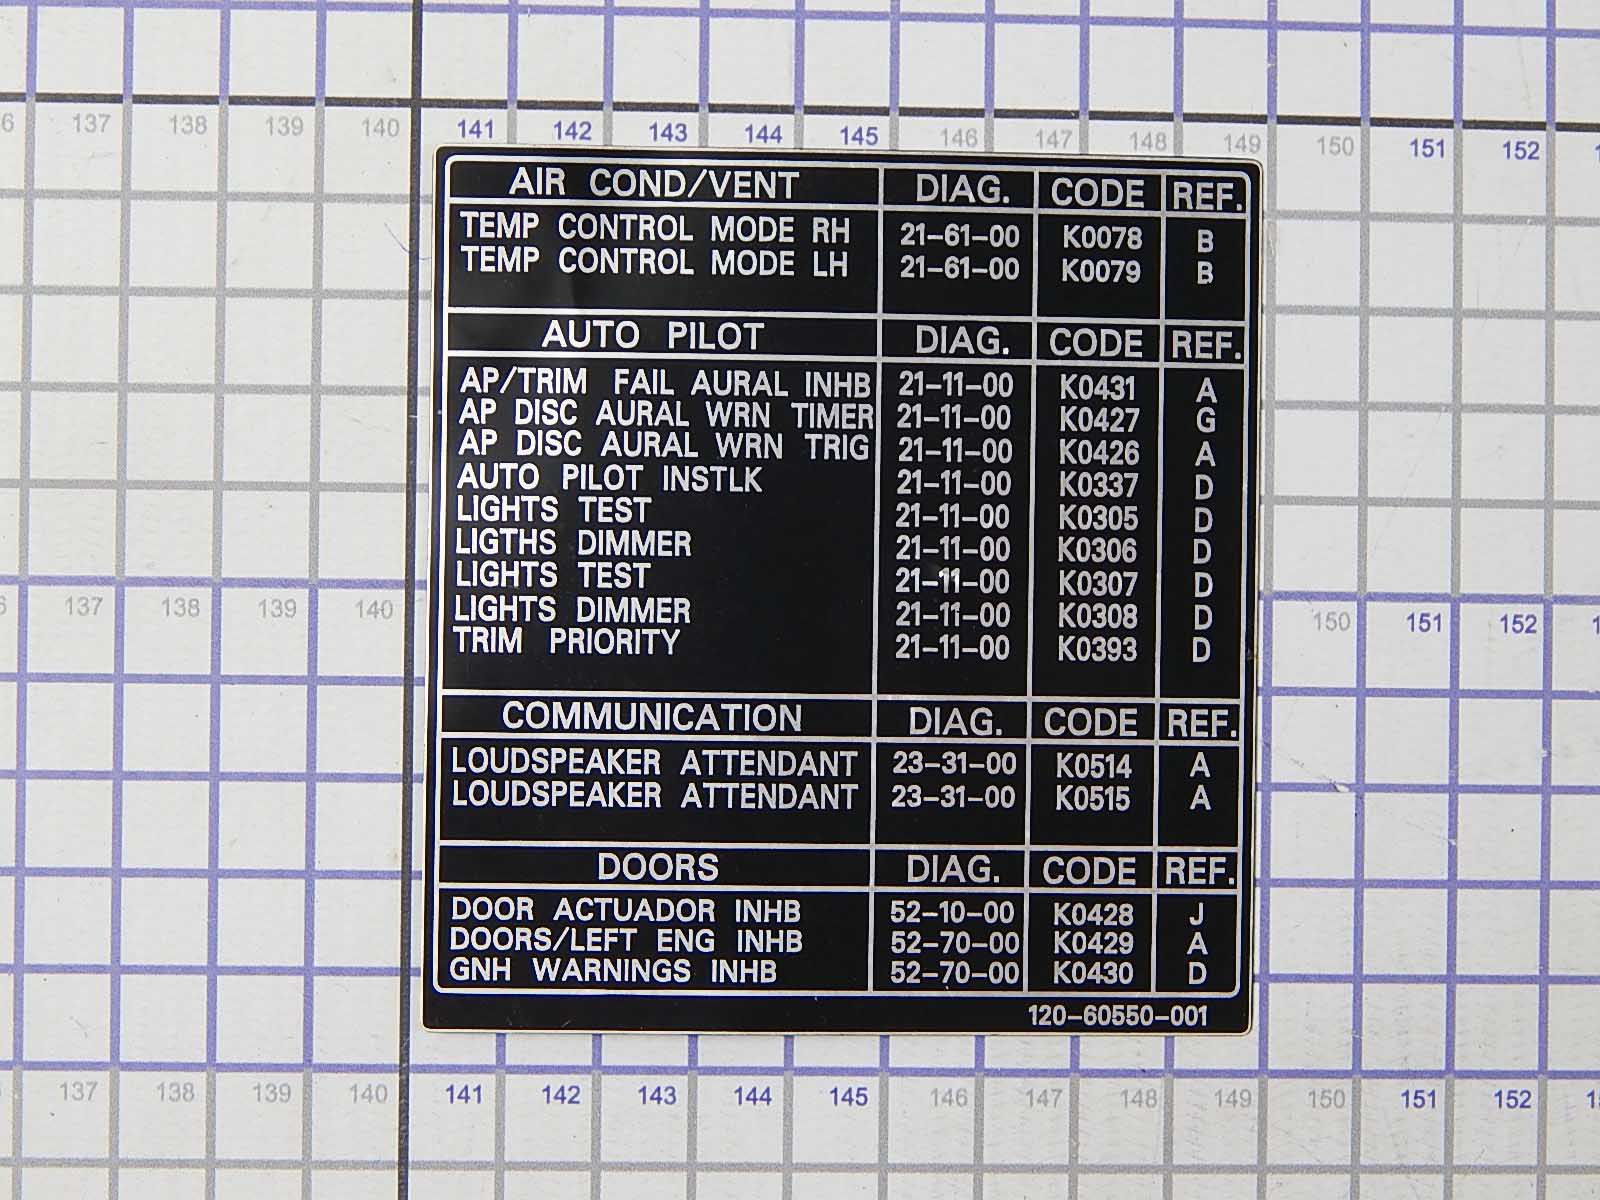 6 137 138 139 140 141 142 143 144 145 146 147 148 149 150 151 152
AIR COND/VENT DIAG. CODE REF.
TEMP CONTROL MODE RH 21-61-00 K0078 B
TEMP CONTROL MODE LH 21-61-00 K0079 B
AUTO PILOT DIAG. CODE REF.
AP/TRIM FAIL AURAL INHB 21-11-00 K0431 A
AP DISC AURAL WRN TIMER 21-11-00 K0427 G
AP DISC AURAL WRN TRIG 21-11-00 K0426 A
AUTO PILOT INSTLK 21-11-00 K0337 D
LIGHTS TEST 21-11-00 K0305 D
LIGTHS DIMMER 21-11-00 K0306 D
LIGHTS TEST 21-11-00 K0307 D
LIGHTS DIMMER 21-11-00 K0308 D
TRIM PRIORITY 21-11-00 K0393 D
6 137 138 139 140 150 151 152
COMMUNICATION DIAG. CODE REF.
LOUDSPEAKER ATTENDANT 23-31-00 K0514 A
LOUDSPEAKER ATTENDANT 23-31-00 K0515 A
DOORS DIAG. CODE REF.
DOOR ACTUADOR INHB 52-10-00 K0428 J
DOORS/LEFT ENG INHB 52-70-00 K0429 A
GNH WARNINGS INHB 52-70-00 K0430 D
120-60550-001
137 138 139 140 141 142 143 144 145 146 147 148 149 150 151 152